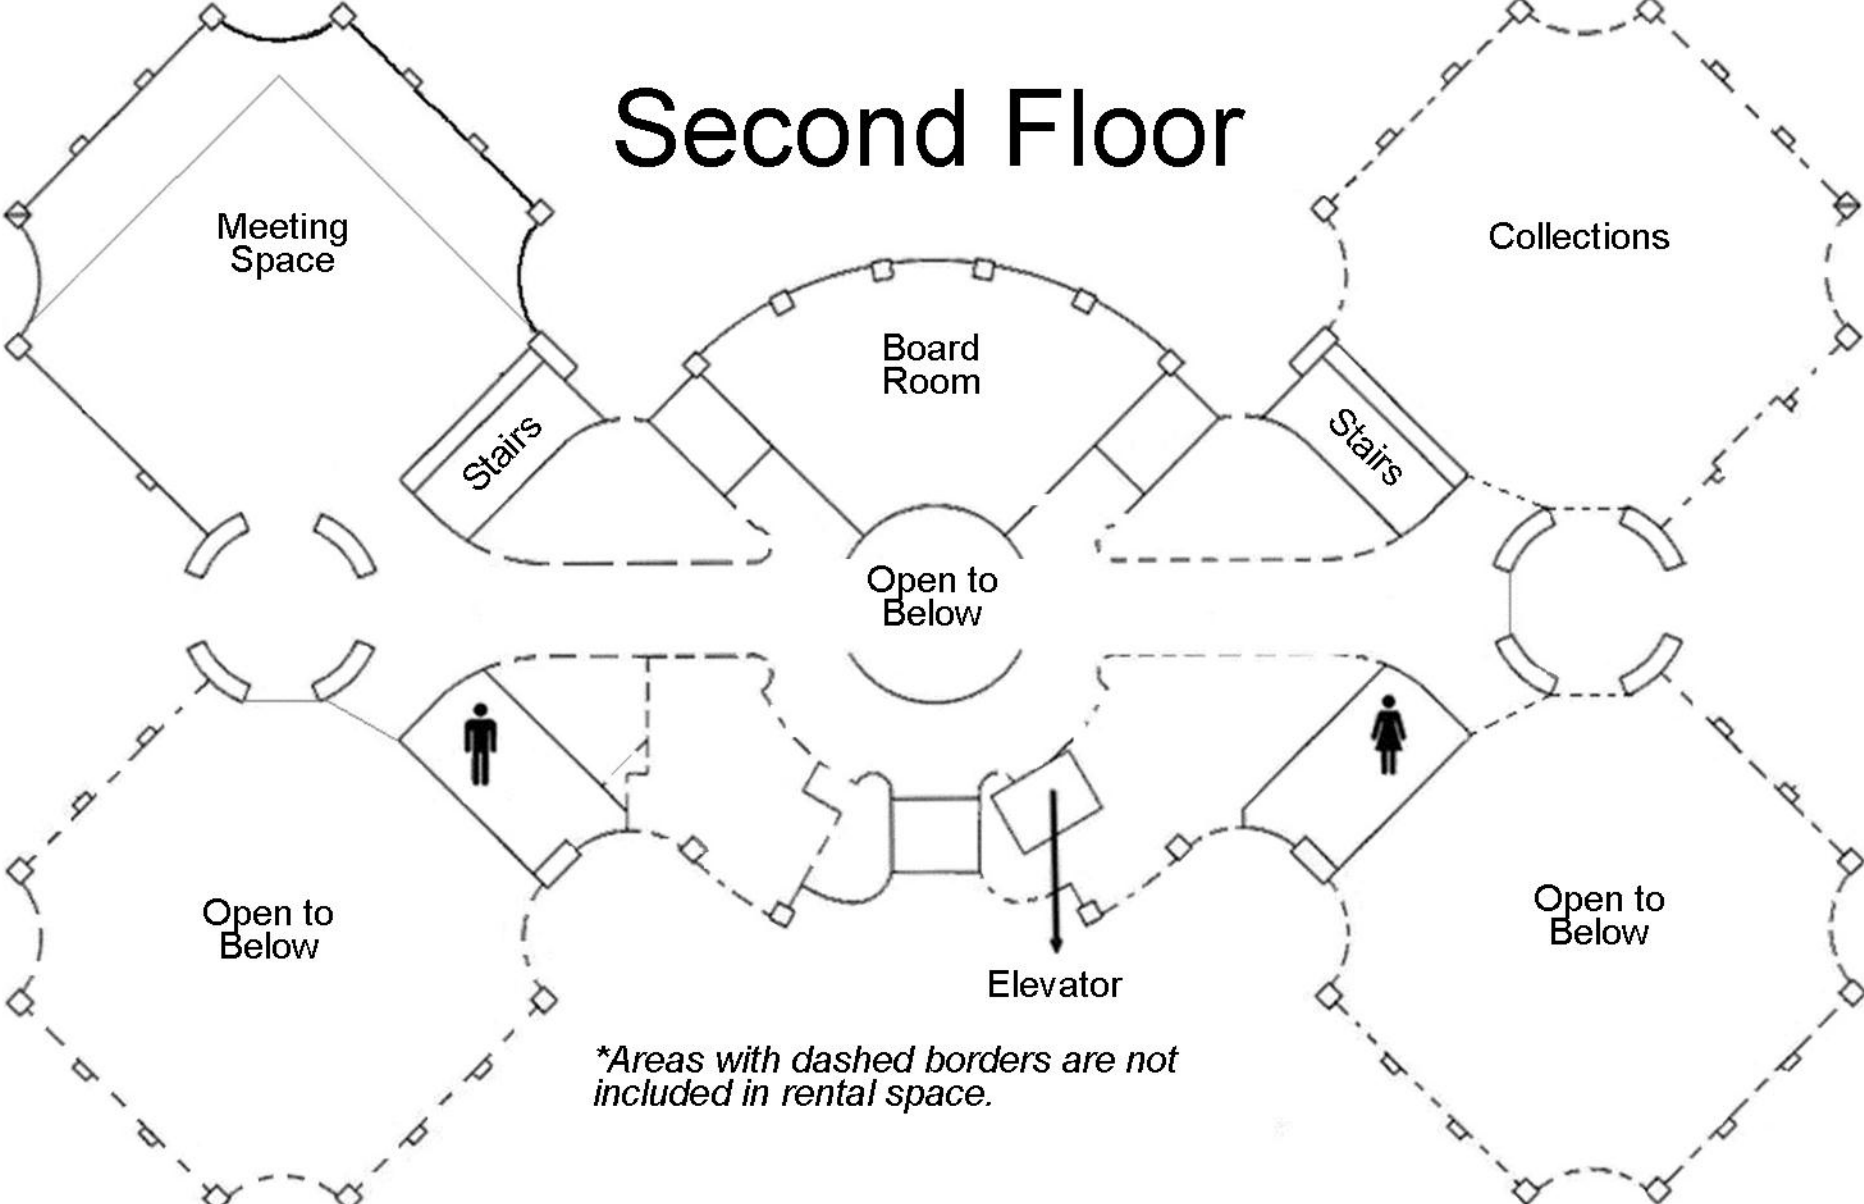 Second Floor
Meeting
Space
Collections
Board
Room
Stairs
Stairs
Open to
Below
Open to
Below
Open to
Below
Elevator
*Areas with dashed borders are not
included in rental space.